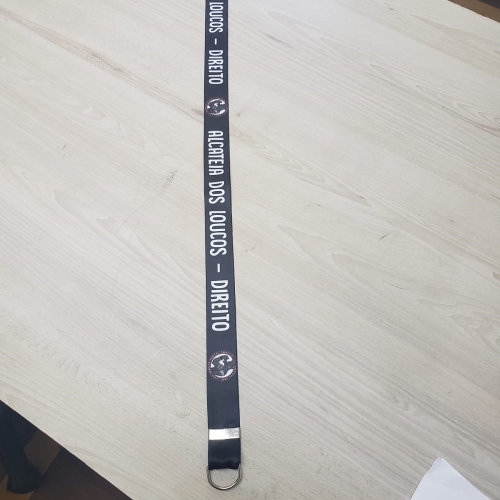 LOUCOS - DIREITO
ALCATEIA DOS LOUCOS - DIREITO